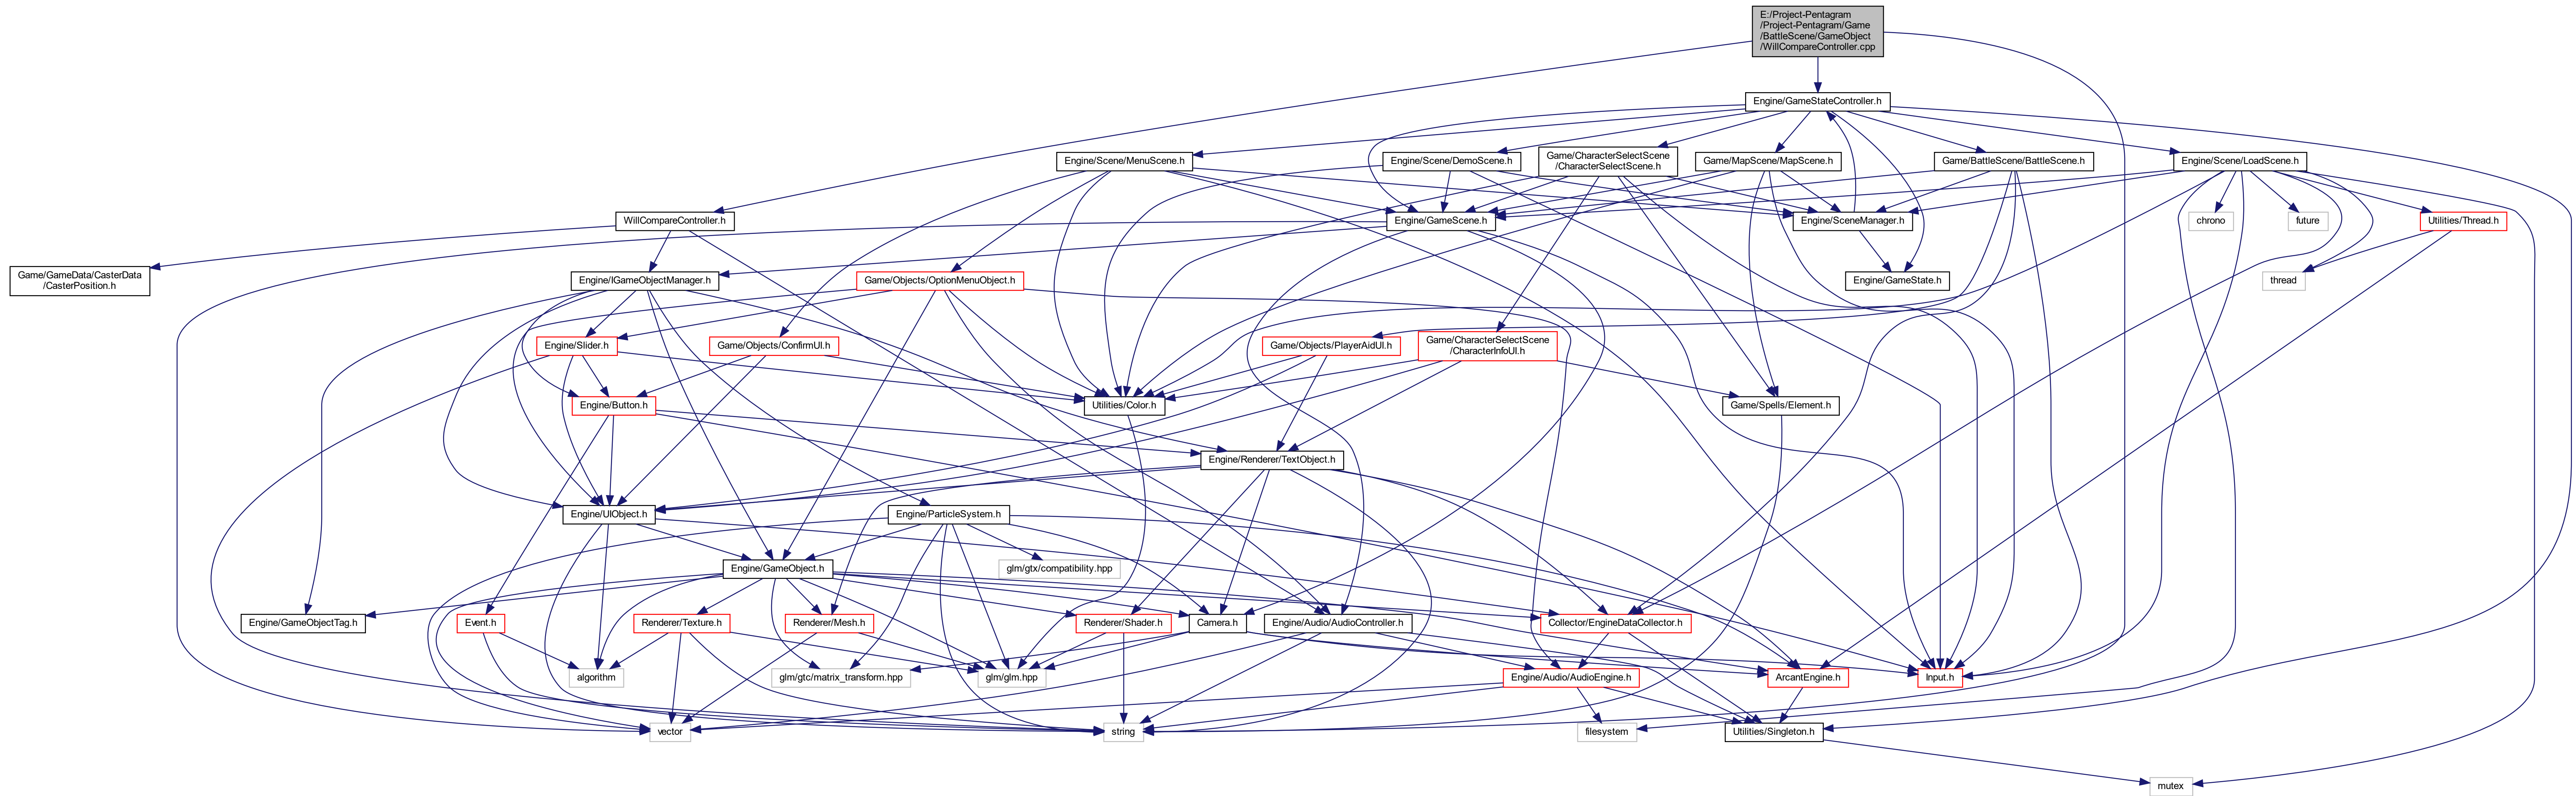 E:/Project-Pentagram
/Project-Pentagram/Game
/BattleScene/GameObject
/WillCompareController.cpp
Engine/GameStateController.h
Engine/Scene/MenuScene.h
Engine/Scene/DemoScene.h
Game/CharacterSelectScene
/CharacterSelectScene.h
Game/MapScene/MapScene.h
Game/BattleScene/BattleScene.h
Engine/Scene/LoadScene.h
WillCompareController.h
Engine/GameScene.h
Engine/SceneManager.h
chrono
future
Utilities/Thread.h
Game/GameData/CasterData
/CasterPosition.h
Engine/IGameObjectManager.h
Game/Objects/OptionMenuObject.h
Engine/GameState.h
thread
Engine/Slider.h
Game/Objects/ConfirmUI.h
Game/Objects/PlayerAidUI.h
Game/CharacterSelectScene
/CharacterInfoUI.h
Engine/Button.h
Utilities/Color.h
Game/Spells/Element.h
Engine/Renderer/TextObject.h
Engine/UIObject.h
Engine/ParticleSystem.h
Engine/GameObject.h
glm/gtx/compatibility.hpp
Engine/GameObjectTag.h
Event.h
Renderer/Texture.h
Renderer/Mesh.h
Renderer/Shader.h
Camera.h
Engine/Audio/AudioController.h
Collector/EngineDataCollector.h
algorithm
glm/gtc/matrix_transform.hpp
glm/glm.hpp
Engine/Audio/AudioEngine.h
ArcantEngine.h
Input.h
vector
string
filesystem
Utilities/Singleton.h
mutex